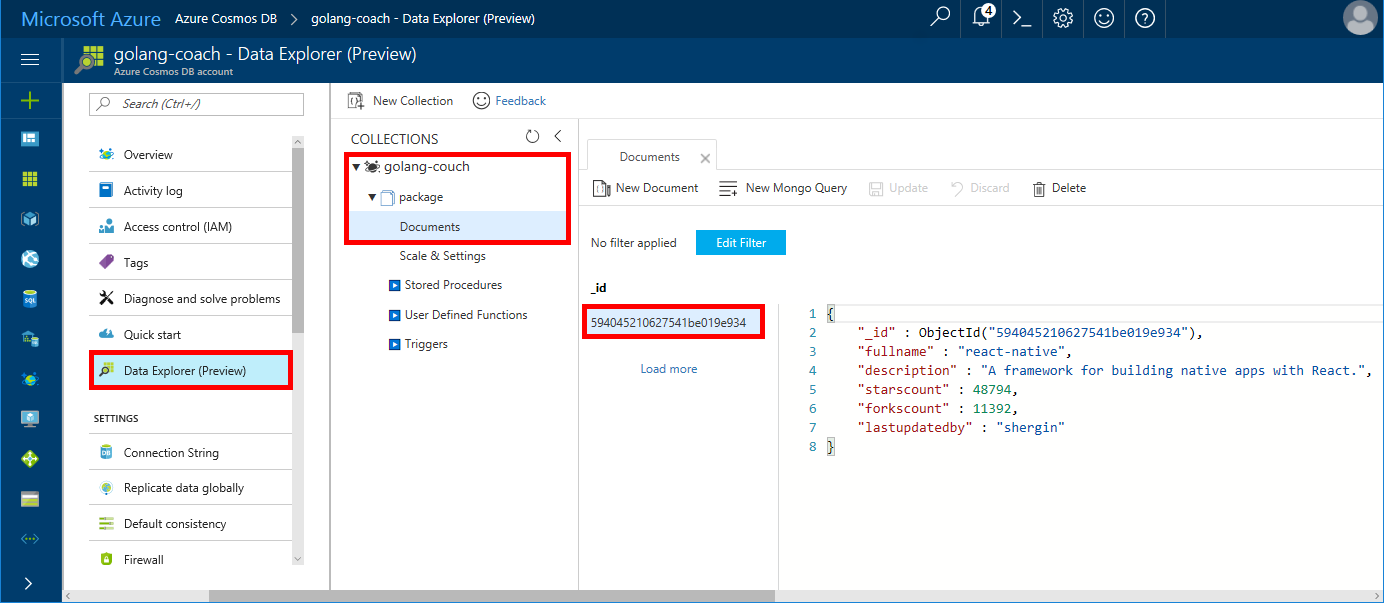 Microsoft Azure Azure Cosmos DB > golang-coach - Data Explorer (Preview)
4
golang-coach - Data Explorer (Preview)
Azure Cosmos DB account
Search (Ctrl+/)
Overview
Activity log
Access control (IAM)
Tags
Diagnose and solve problems
Quick start
Data Explorer (Preview)
SETTINGS
Connection String
Replicate data globally
Default consistency
Firewall
New Collection Feedback
COLLECTIONS
golang-couch
package
Documents
Scale & Settings
Stored Procedures
User Defined Functions
Triggers
Documents
New Document New Mongo Query Update Discard Delete
No filter applied Edit Filter
_id
594045210627541be019e934
Load more
1 {
2 "_id" : ObjectId("594045210627541be019e934"),
3 "fullname" : "react-native",
4 "description" : "A framework for building native apps with React.",
5 "starscount" : 48794,
6 "forkscount" : 11392,
7 "lastupdatedby" : "shergin"
8 }
SQL
DB